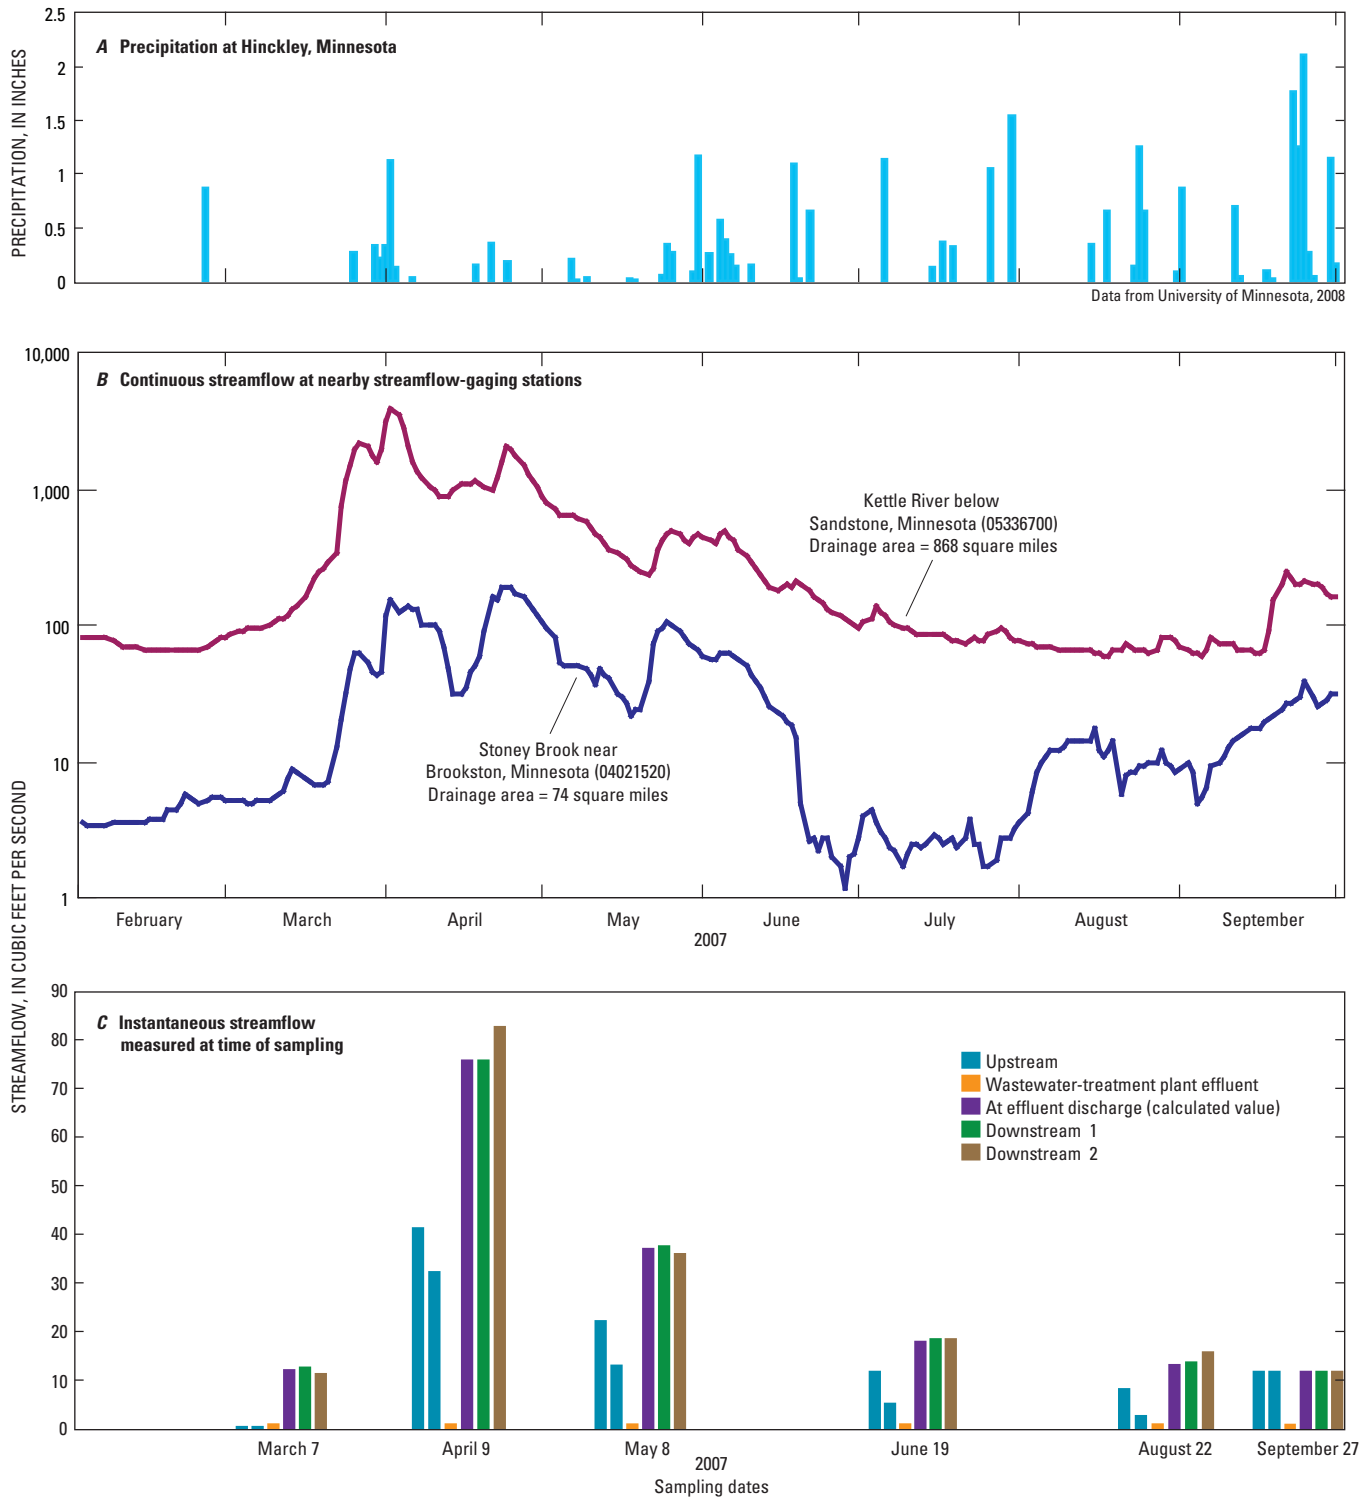 A Precipitation at Hinckley, Minnesota
PRECIPITATION, IN INCHES
2.5
2
1.5
1
0.5
0
Data from University of Minnesota, 2008
B Continuous streamflow at nearby streamflow-gaging stations
STREAMFLOW, IN CUBIC FEET PER SECOND
10,000
1,000
100
10
1
Kettle River below
Sandstone, Minnesota (05336700)
Drainage area = 868 square miles
Stoney Brook near
Brookston, Minnesota (04021520)
Drainage area = 74 square miles
February March April May June July August September
2007
C Instantaneous streamflow
measured at time of sampling
90
80
70
60
50
40
30
20
10
0
Upstream
Wastewater-treatment plant effluent
At effluent discharge (calculated value)
Downstream 1
Downstream 2
March 7 April 9 May 8 June 19 August 22 September 27
2007
Sampling dates